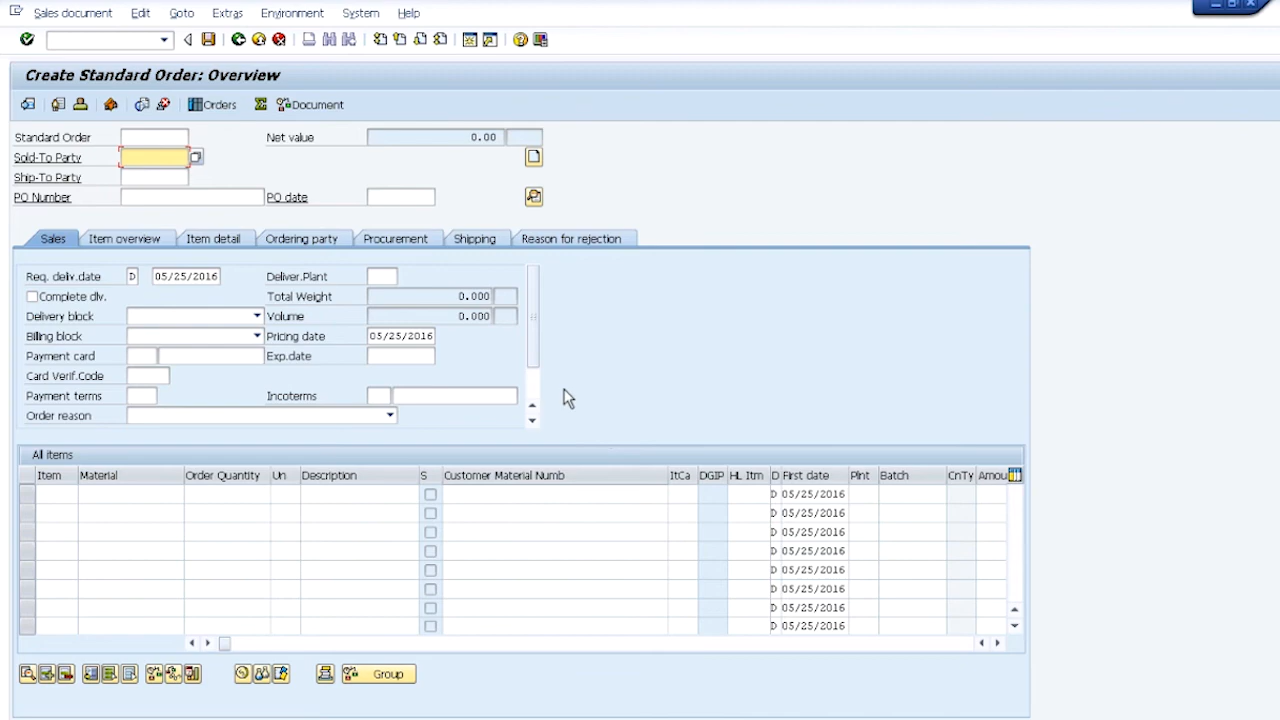 Sales document Edit Goto Extras Environment System Help
Create Standard Order: Overview
Orders Document
Standard Order Net value 0.00
Sold-To Party
Ship-To Party
PO Number PO date
Sales Item overview Item detail Ordering party Procurement Shipping Reason for rejection
Req. deliv.date D 05/25/2016 Deliver.Plant
Complete dlv. Total Weight 0.000
Delivery block Volume 0.000
Billing block Pricing date 05/25/2016
Payment card Exp.date
Card Verif.Code
Payment terms Incoterms
Order reason
All items
Item Material Order Quantity Un Description S Customer Material Numb ItCa DGIP HL Itm D First date Plnt Batch CnTy Amou
D 05/25/2016
D 05/25/2016
D 05/25/2016
D 05/25/2016
D 05/25/2016
D 05/25/2016
D 05/25/2016
D 05/25/2016
Group